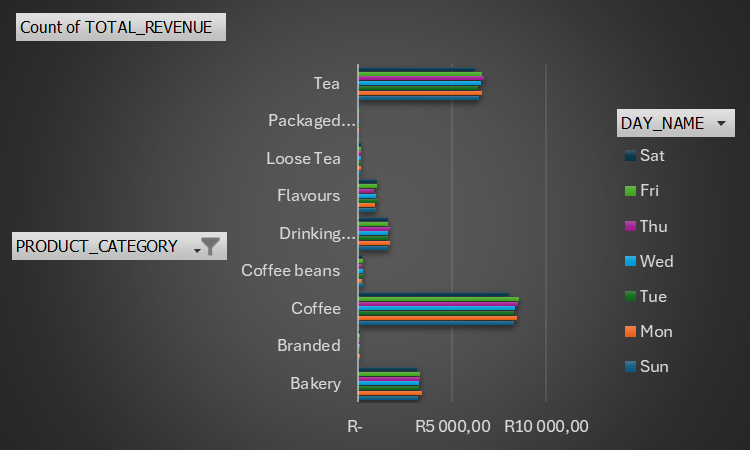 Count of TOTAL_REVENUE
Tea
Packaged...
Loose Tea
Flavours
Drinking...
Coffee beans
Coffee
Branded
Bakery
R-
R5 000,00
R10 000,00
PRODUCT_CATEGORY
DAY_NAME
Sat
Fri
Thu
Wed
Tue
Mon
Sun